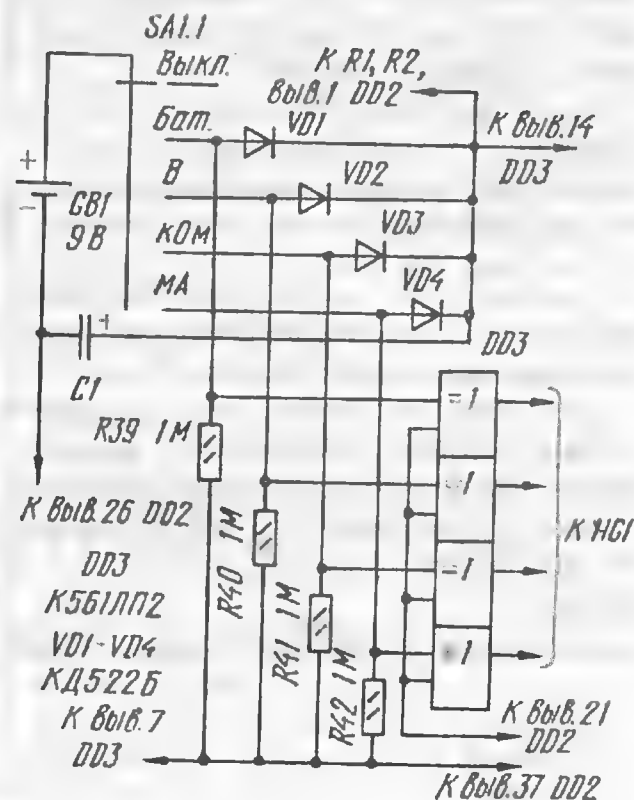 SA1.1
Выкл.
К R1, R2,
Выв.1 DD2
Бат.
VD1
К Выв.14
DD3
+
В
VD2
-
GB1
9В
КОМ
VD3
МА
VD4
+
DD3
C1
=1
R39 1М
=1
К Выв.26 DD2
R40 1М
К HG1
=1
DD3
К561ЛП2
R41 1М
VD1-VD4
КД522Б
=1
R42 1М
К Выв.7
DD3
К Выв.21
DD2
К Выв.37 DD2